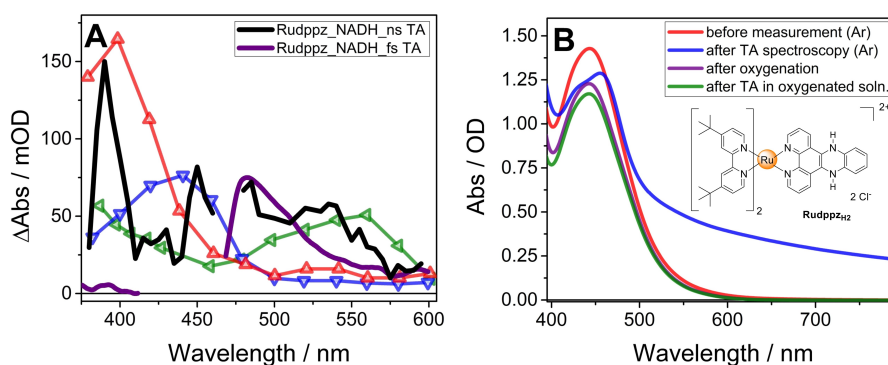 A
Rudppz_NADH_ns TA
Rudppz_NADH_fs TA
ΔAbs / mOD
150
100
50
0
400
450
500
550
600
Wavelength / nm
B
before measurement (Ar)
after TA spectroscopy (Ar)
after oxygenation
after TA in oxygenated soln.
Abs / OD
1.50
1.25
1.00
0.75
0.50
0.25
0.00
400
500
600
700
Wavelength / nm
2+
H
N
N
N
Ru
N
N
N
H
2
2 Cl-
RudppzH2